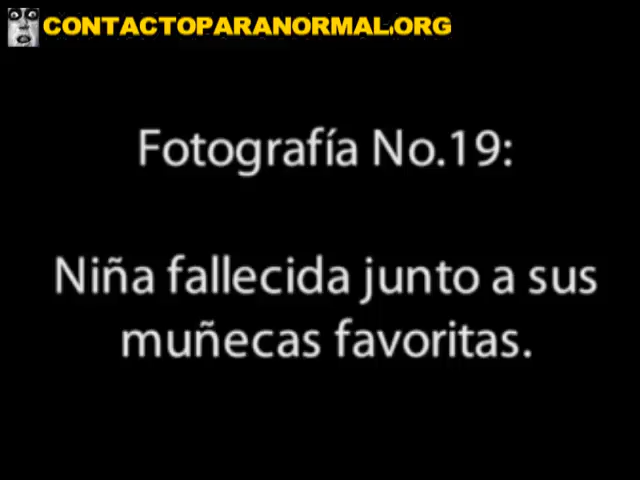 CONTACTOPARANORMAL.ORG
Fotografía No.19:
Niña fallecida junto a sus
muñecas favoritas.